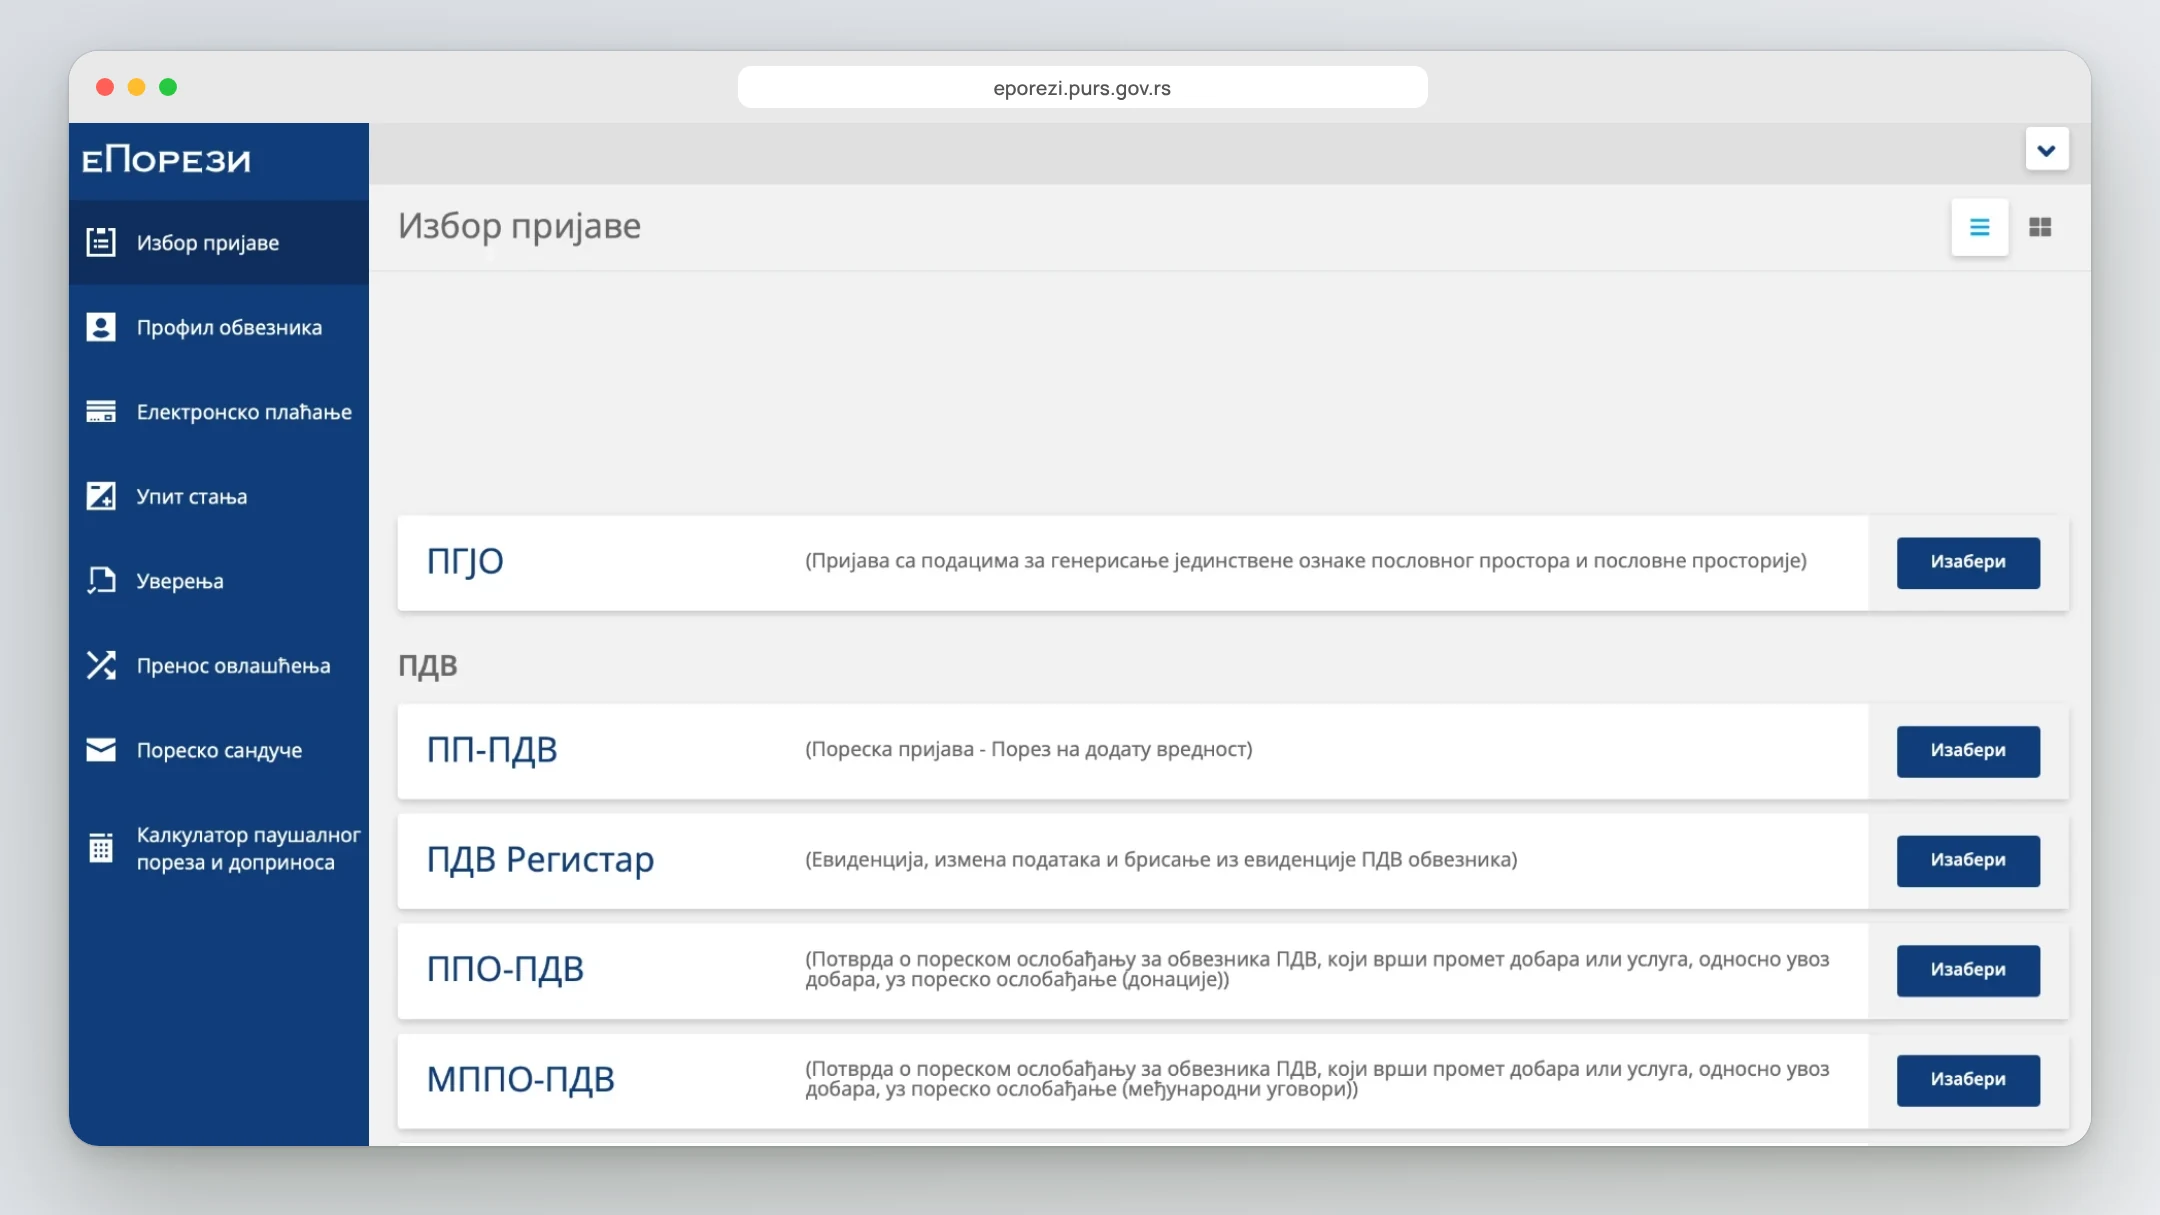 eporezi.purs.gov.rs
еПорези
Избор пријаве
Профил обвезника
Електронско плаћање
Упит стања
Уверења
Пренос овлашћења
Пореско сандуче
Калкулатор паушалног
пореза и доприноса
Избор пријаве
ПГЈО
(Пријава са подацима за генерисање јединствене ознаке пословног простора и пословне просторије)
Изабери
ПДВ
ПП-ПДВ
(Пореска пријава - Порез на додату вредност)
Изабери
ПДВ Регистар
(Евиденција, измена података и брисање из евиденције ПДВ обвезника)
Изабери
ППО-ПДВ
(Потврда о пореском ослобађању за обвезника ПДВ, који врши промет добара или услуга, односно увоз
добара, уз пореско ослобађање (донације))
Изабери
МППО-ПДВ
(Потврда о пореском ослобађању за обвезника ПДВ, који врши промет добара или услуга, односно увоз
добара, уз пореско ослобађање (међународни уговори))
Изабери